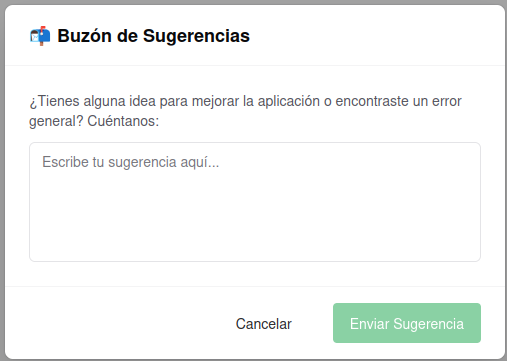 📬 Buzón de Sugerencias
¿Tienes alguna idea para mejorar la aplicación o encontraste un error
general? Cuéntanos:
Escribe tu sugerencia aquí...
Cancelar
Enviar Sugerencia